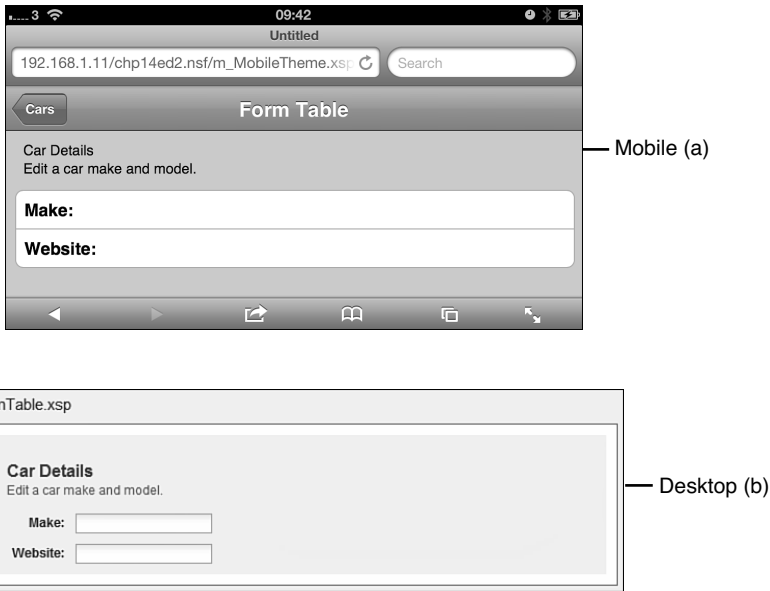 3 09:42
Untitled
192.168.1.11/chp14ed2.nsf/m_MobileTheme.xsp Search
Cars Form Table
Car Details
Edit a car make and model.
Mobile (a)
Make:
Website:
mTable.xsp
Car Details
Edit a car make and model.
Desktop (b)
Make:
Website: